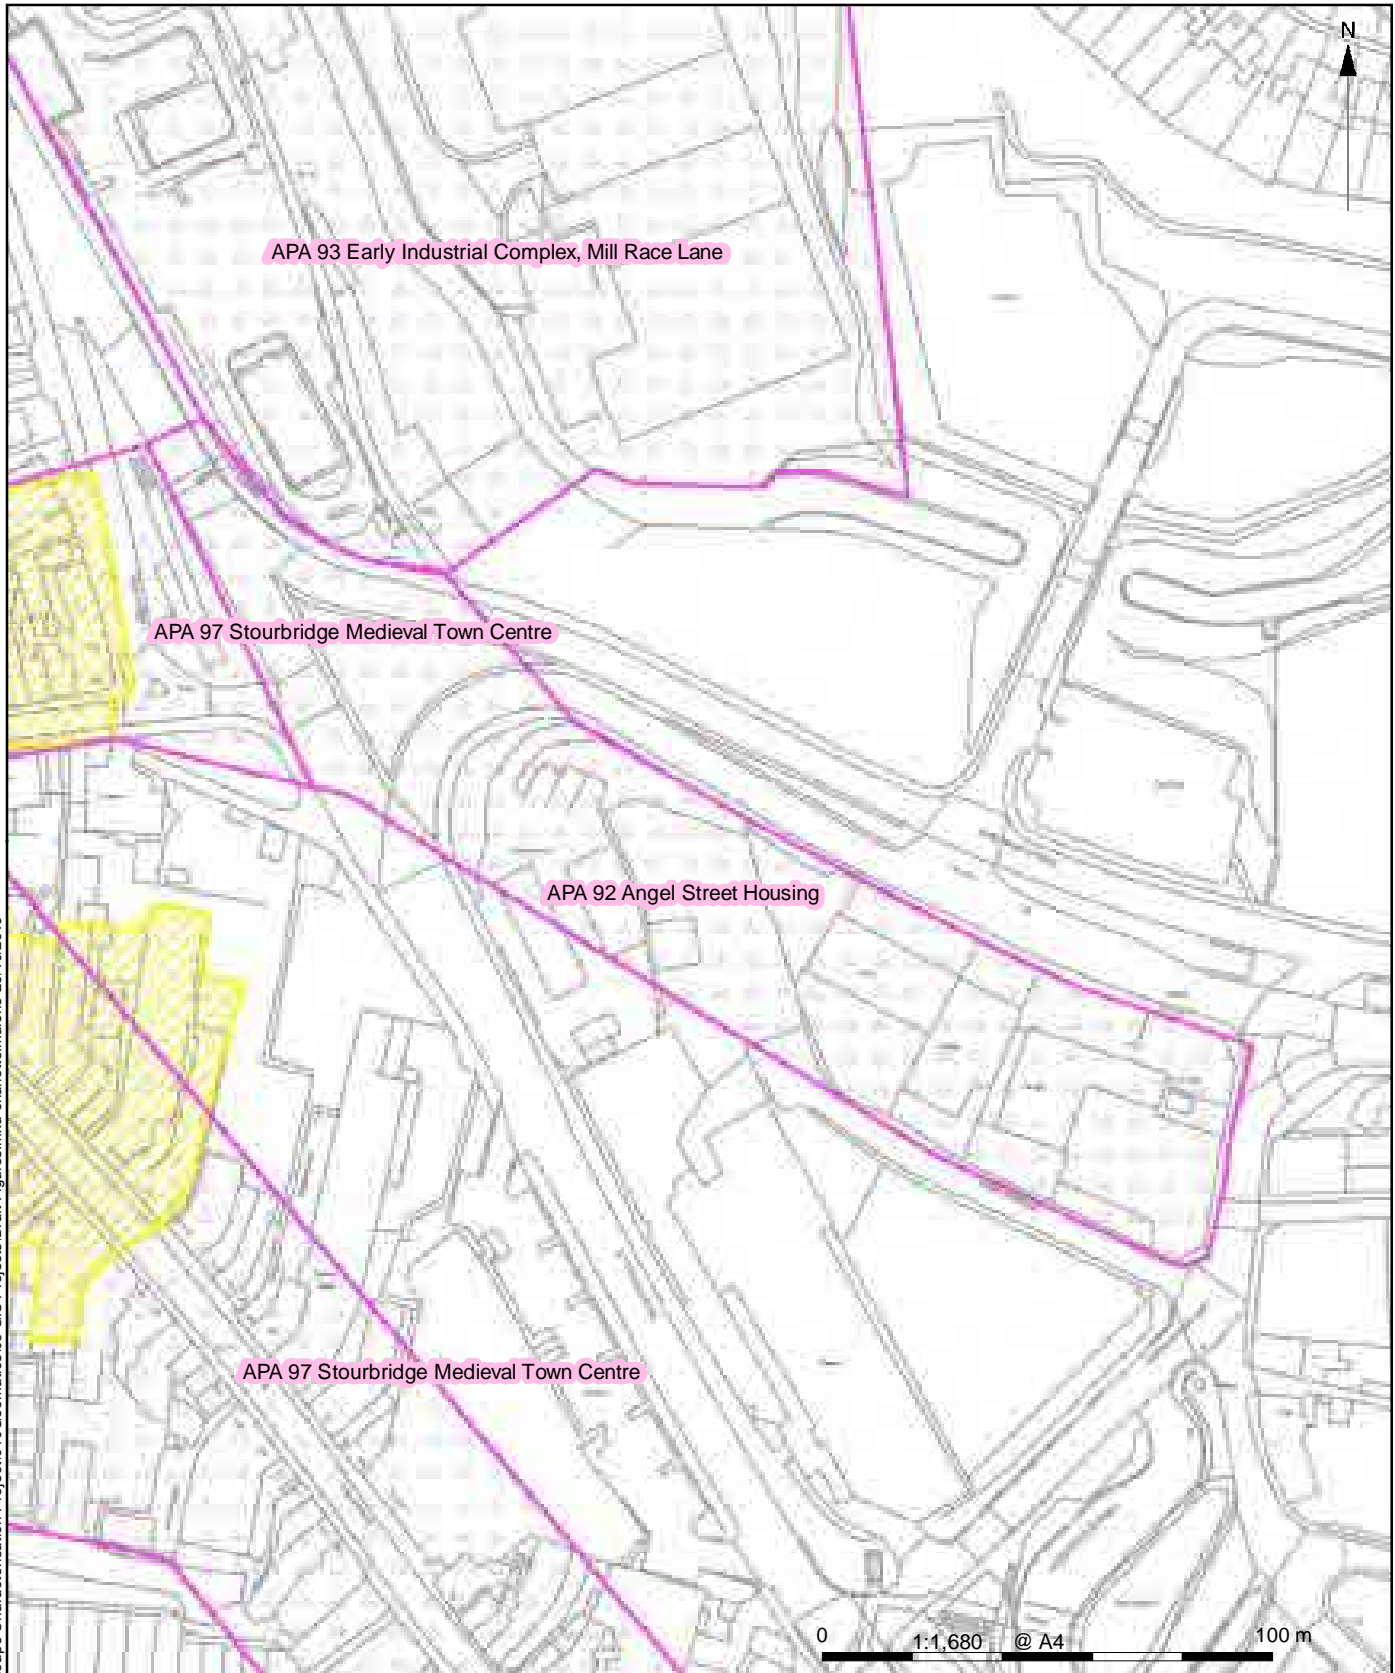 N
APA 93 Early Industrial Complex, Mill Race Lane
APA 97 Stourbridge Medieval Town Centre
APA 92 Angel Street Housing
APA 97 Stourbridge Medieval Town Centre
0 1:1,680 @ A4 100 m